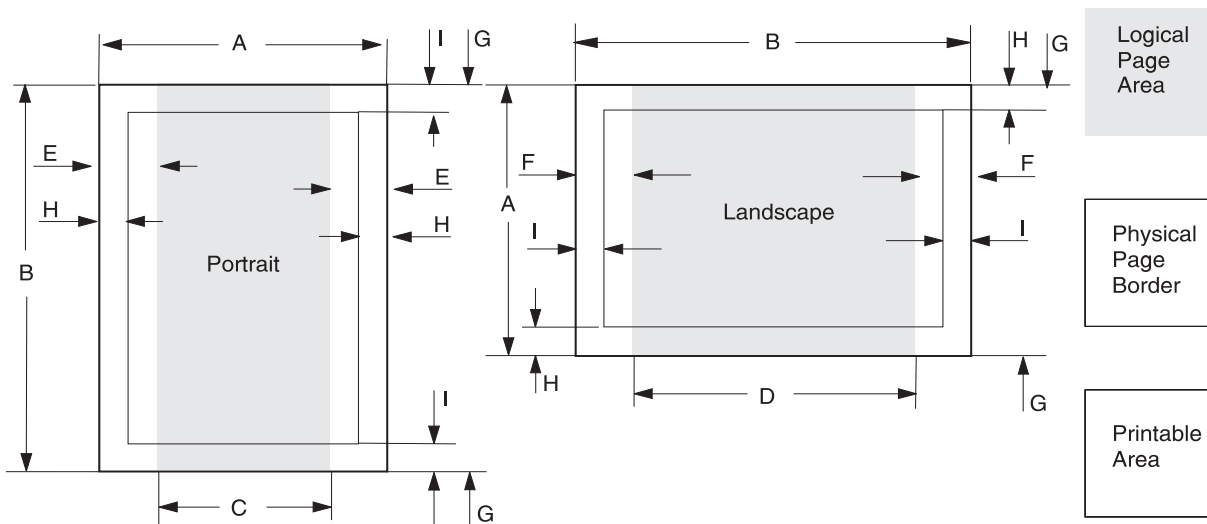 A
I
G
E
E
H
H
B
Portrait
I
C
G
B
H
G
F
F
A
Landscape
I
I
H
D
G
Logical
Page
Area
Physical
Page
Border
Printable
Area